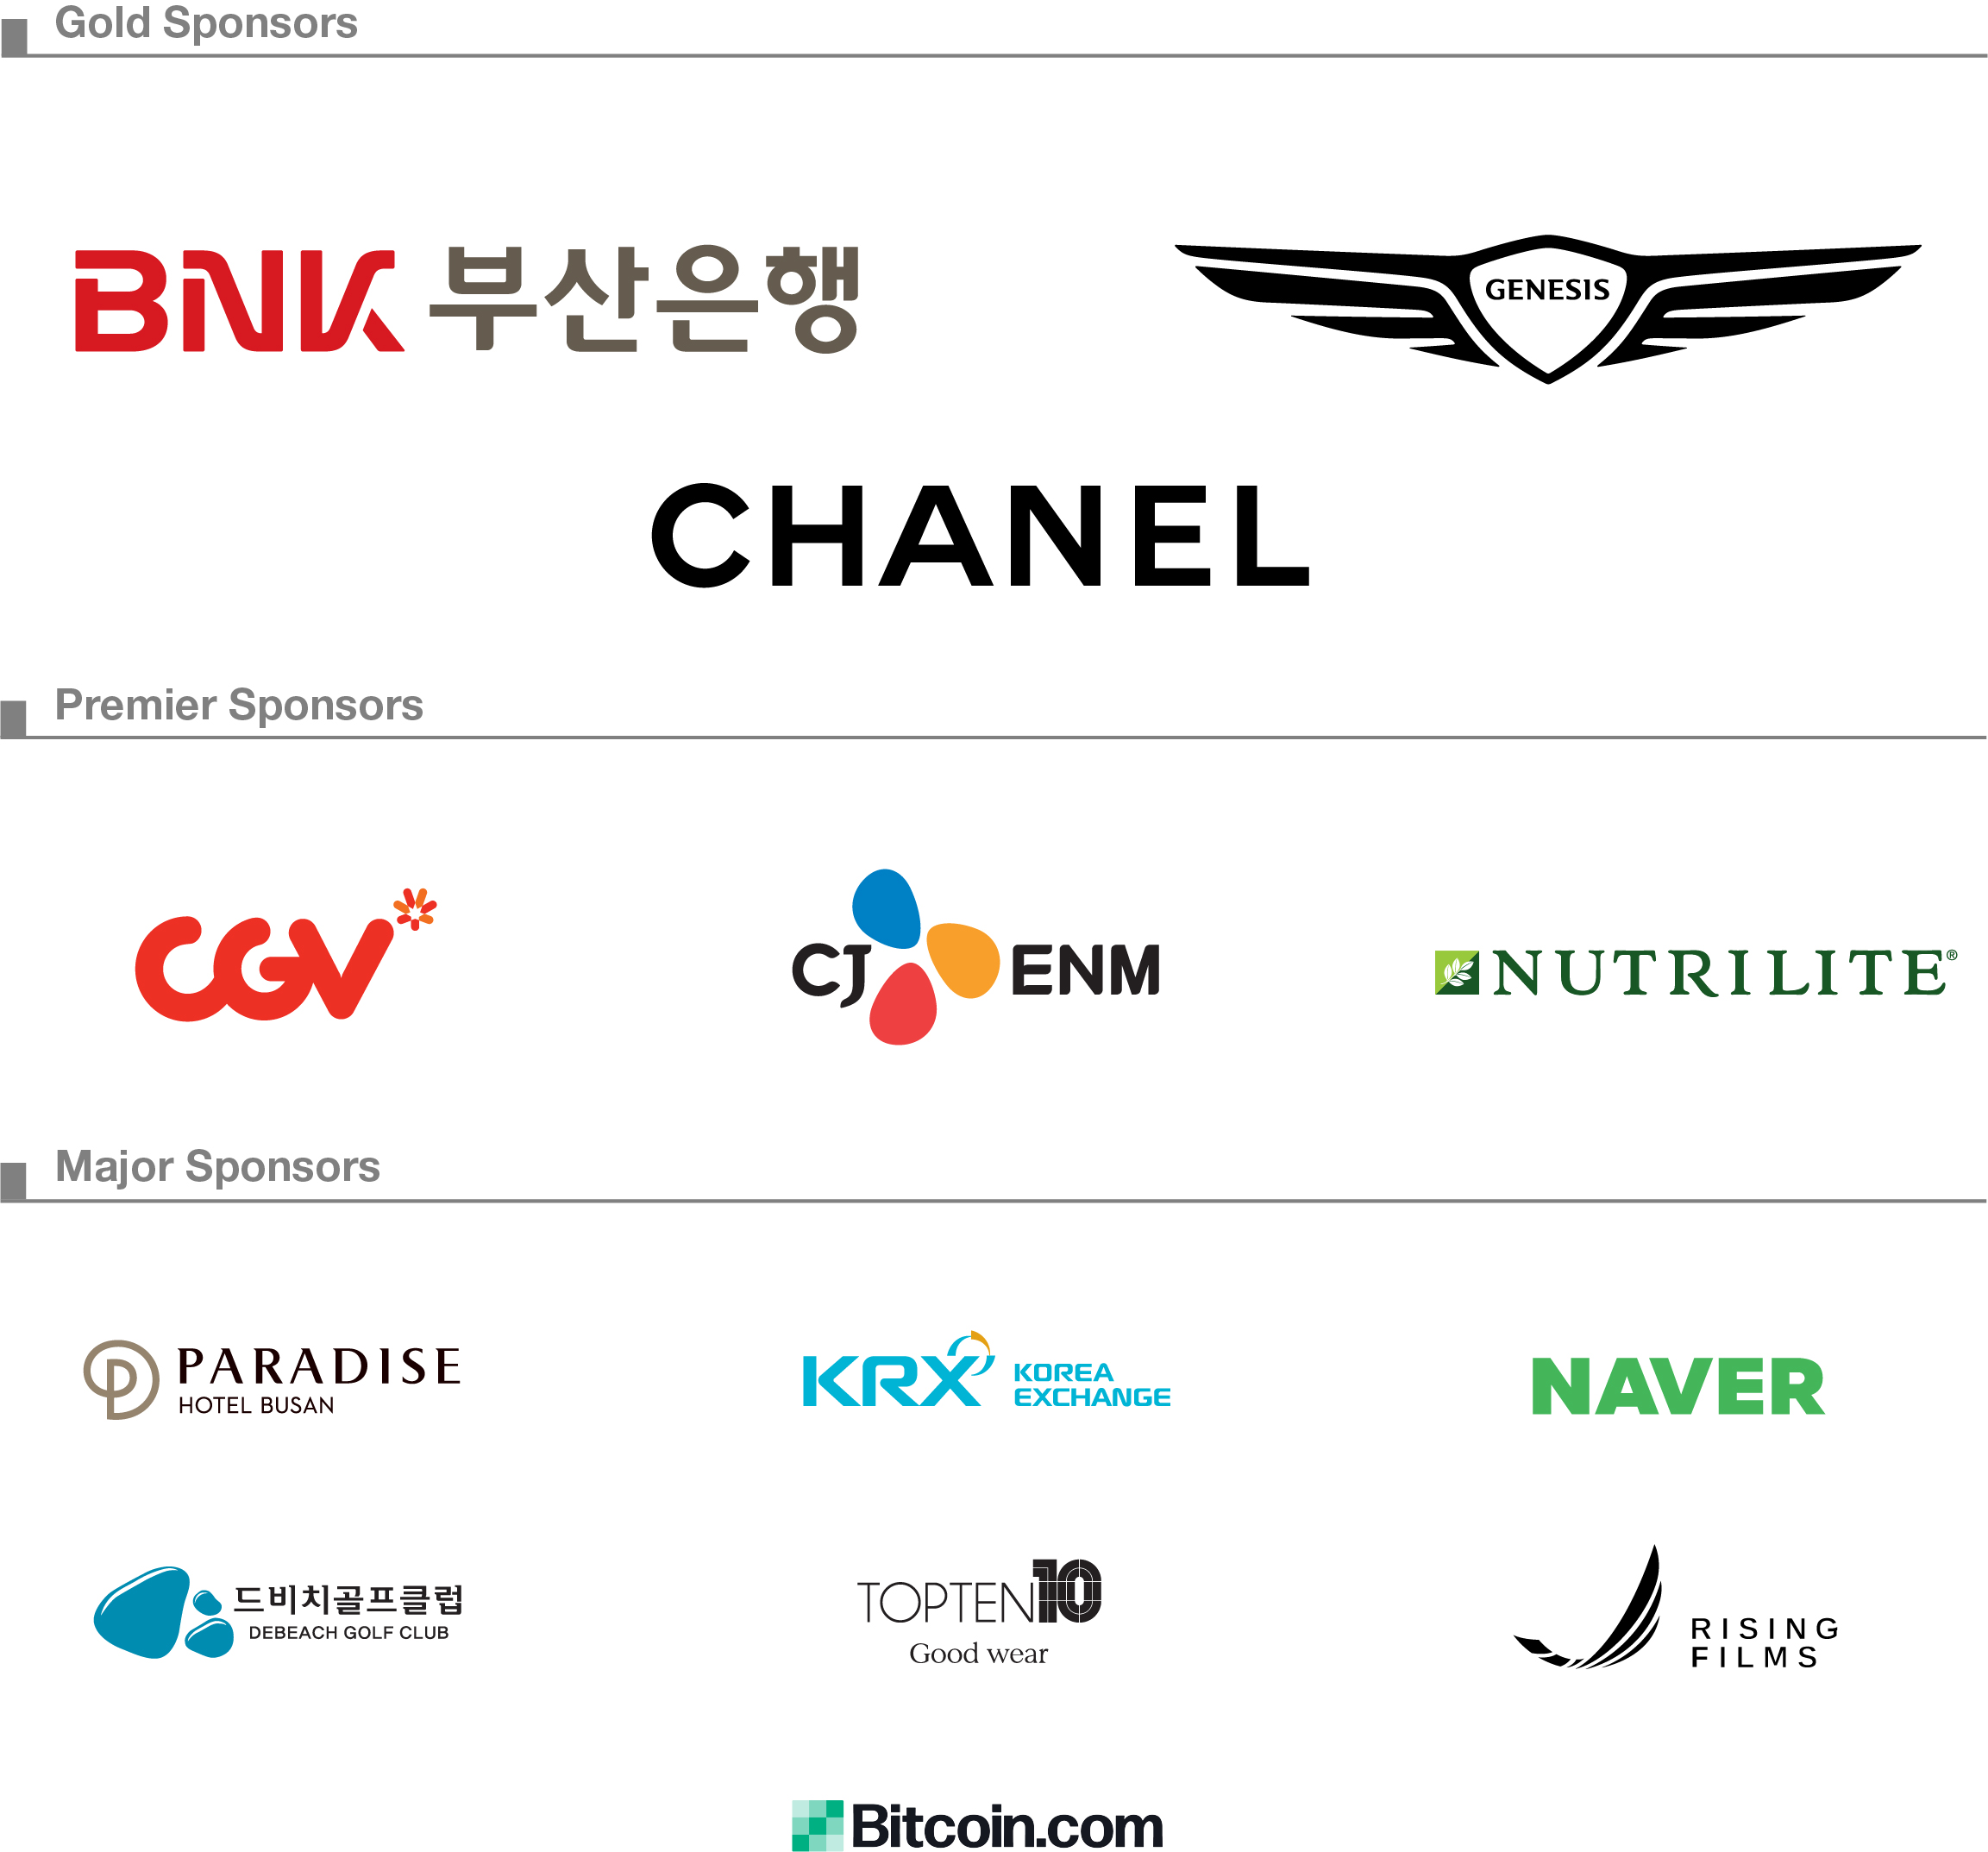 Gold Sponsors
BNK 부산은행
GENESIS
CHANEL
Premier Sponsors
CGV
CJ ENM
NUTRILITE®
Major Sponsors
PARADISE
HOTEL BUSAN
KRX KOREA
EXCHANGE
NAVER
드비치골프클럽
DEBEACH GOLF CLUB
TOPTEN10
Good wear
RISING
FILMS
Bitcoin.com